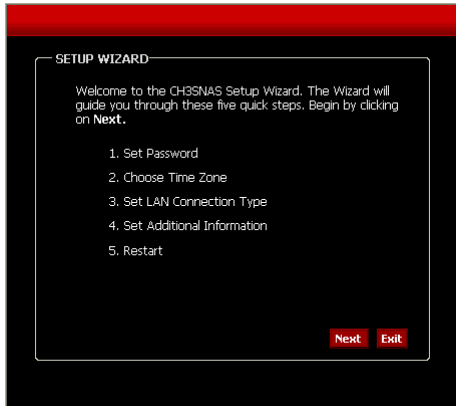 SETUP WIZARD
Welcome to the CH3SNAS Setup Wizard. The Wizard will
guide you through these five quick steps. Begin by clicking
on Next.
1. Set Password
2. Choose Time Zone
3. Set LAN Connection Type
4. Set Additional Information
5. Restart
Next Exit